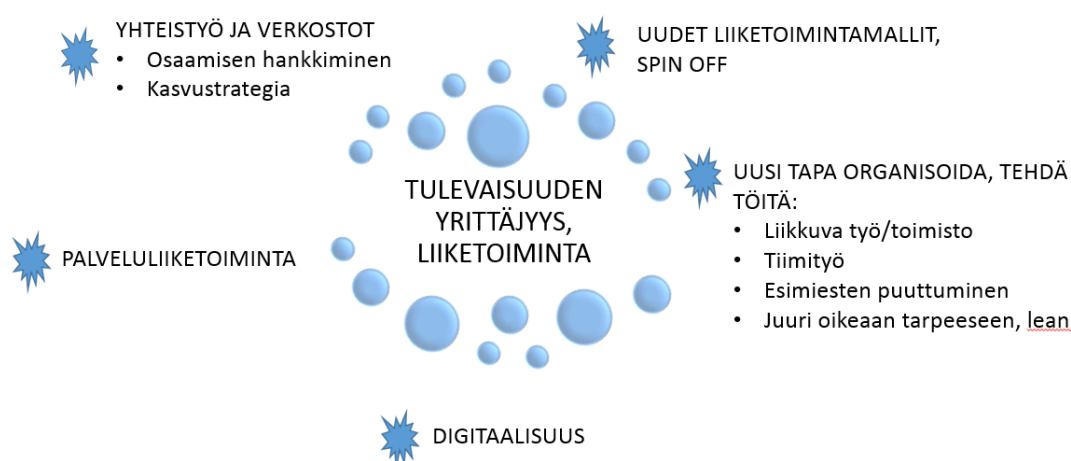 YHTEISTYÖ JA VERKOSTOT
• Osaamisen hankkiminen
• Kasvustrategia
UUDET LIIKETOIMINTAMALLIT,
SPIN OFF
UUSI TAPA ORGANISOIDA, TEHDÄ
TÖITÄ:
• Liikkuva työ/toimisto
• Tiimityö
• Esimiesten puuttuminen
• Juuri oikeaan tarpeeseen, lean
TULEVAISUUDEN
YRITTÄJYYS,
LIIKETOIMINTA
PALVELULIIKETOIMINTA
DIGITAALISUUS